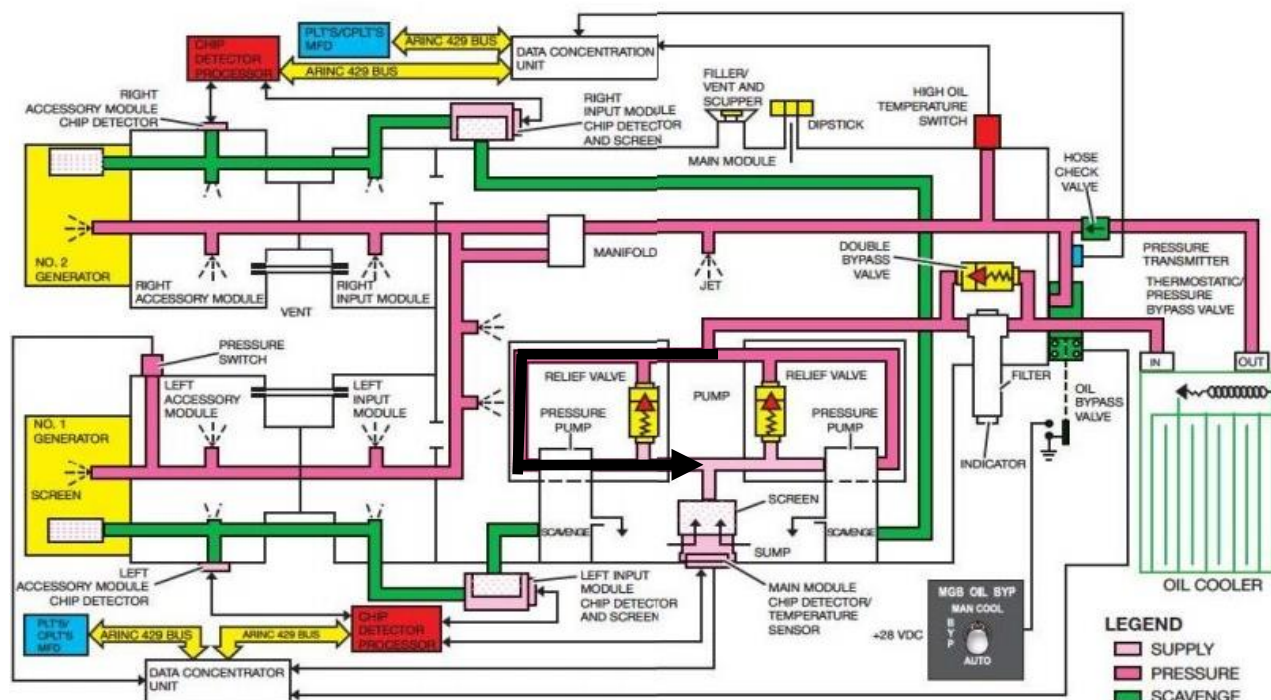 PLT'S/CPLT'S
MFD
ARINC 429 BUS
DATA CONCENTRATION
UNIT
CHIP
DETECTOR
PROCESSOR
ARINC 429 BUS
RIGHT
ACCESSORY MODULE
CHIP DETECTOR
RIGHT
INPUT MODULE
CHIP DETECTOR
AND SCREEN
FILLER/
VENT AND
SCUPPER
DIPSTICK
MAIN MODULE
HIGH OIL
TEMPERATURE
SWITCH
HOSE
CHECK
VALVE
NO. 2
GENERATOR
RIGHT
ACCESSORY MODULE
RIGHT
INPUT MODULE
VENT
MANIFOLD
JET
DOUBLE
BYPASS
VALVE
PRESSURE
TRANSMITTER
THERMOSTATIC/
PRESSURE
BYPASS VALVE
PRESSURE
SWITCH
LEFT
ACCESSORY
MODULE
LEFT
INPUT
MODULE
RELIEF VALVE
PUMP
RELIEF VALVE
PRESSURE
PUMP
PRESSURE
PUMP
FILTER
INDICATOR
OIL
BYPASS
VALVE
IN
OUT
NO. 1
GENERATOR
SCREEN
SCAVENGE
SCREEN
SUMP
SCAVENGE
OIL COOLER
LEFT
ACCESSORY MODULE
CHIP DETECTOR
LEFT INPUT
MODULE
CHIP DETECTOR
AND SCREEN
MAIN MODULE
CHIP DETECTOR/
TEMPERATURE
SENSOR
MGB OIL BYP
MAN COOL
BYP
AUTO
+28 VDC
PLT'S/
CPLT'S
MFD
ARINC 429 BUS
ARINC 429 BUS
CHIP
DETECTOR
PROCESSOR
DATA CONCENTRATOR
UNIT
LEGEND
SUPPLY
PRESSURE
SCAVENGE